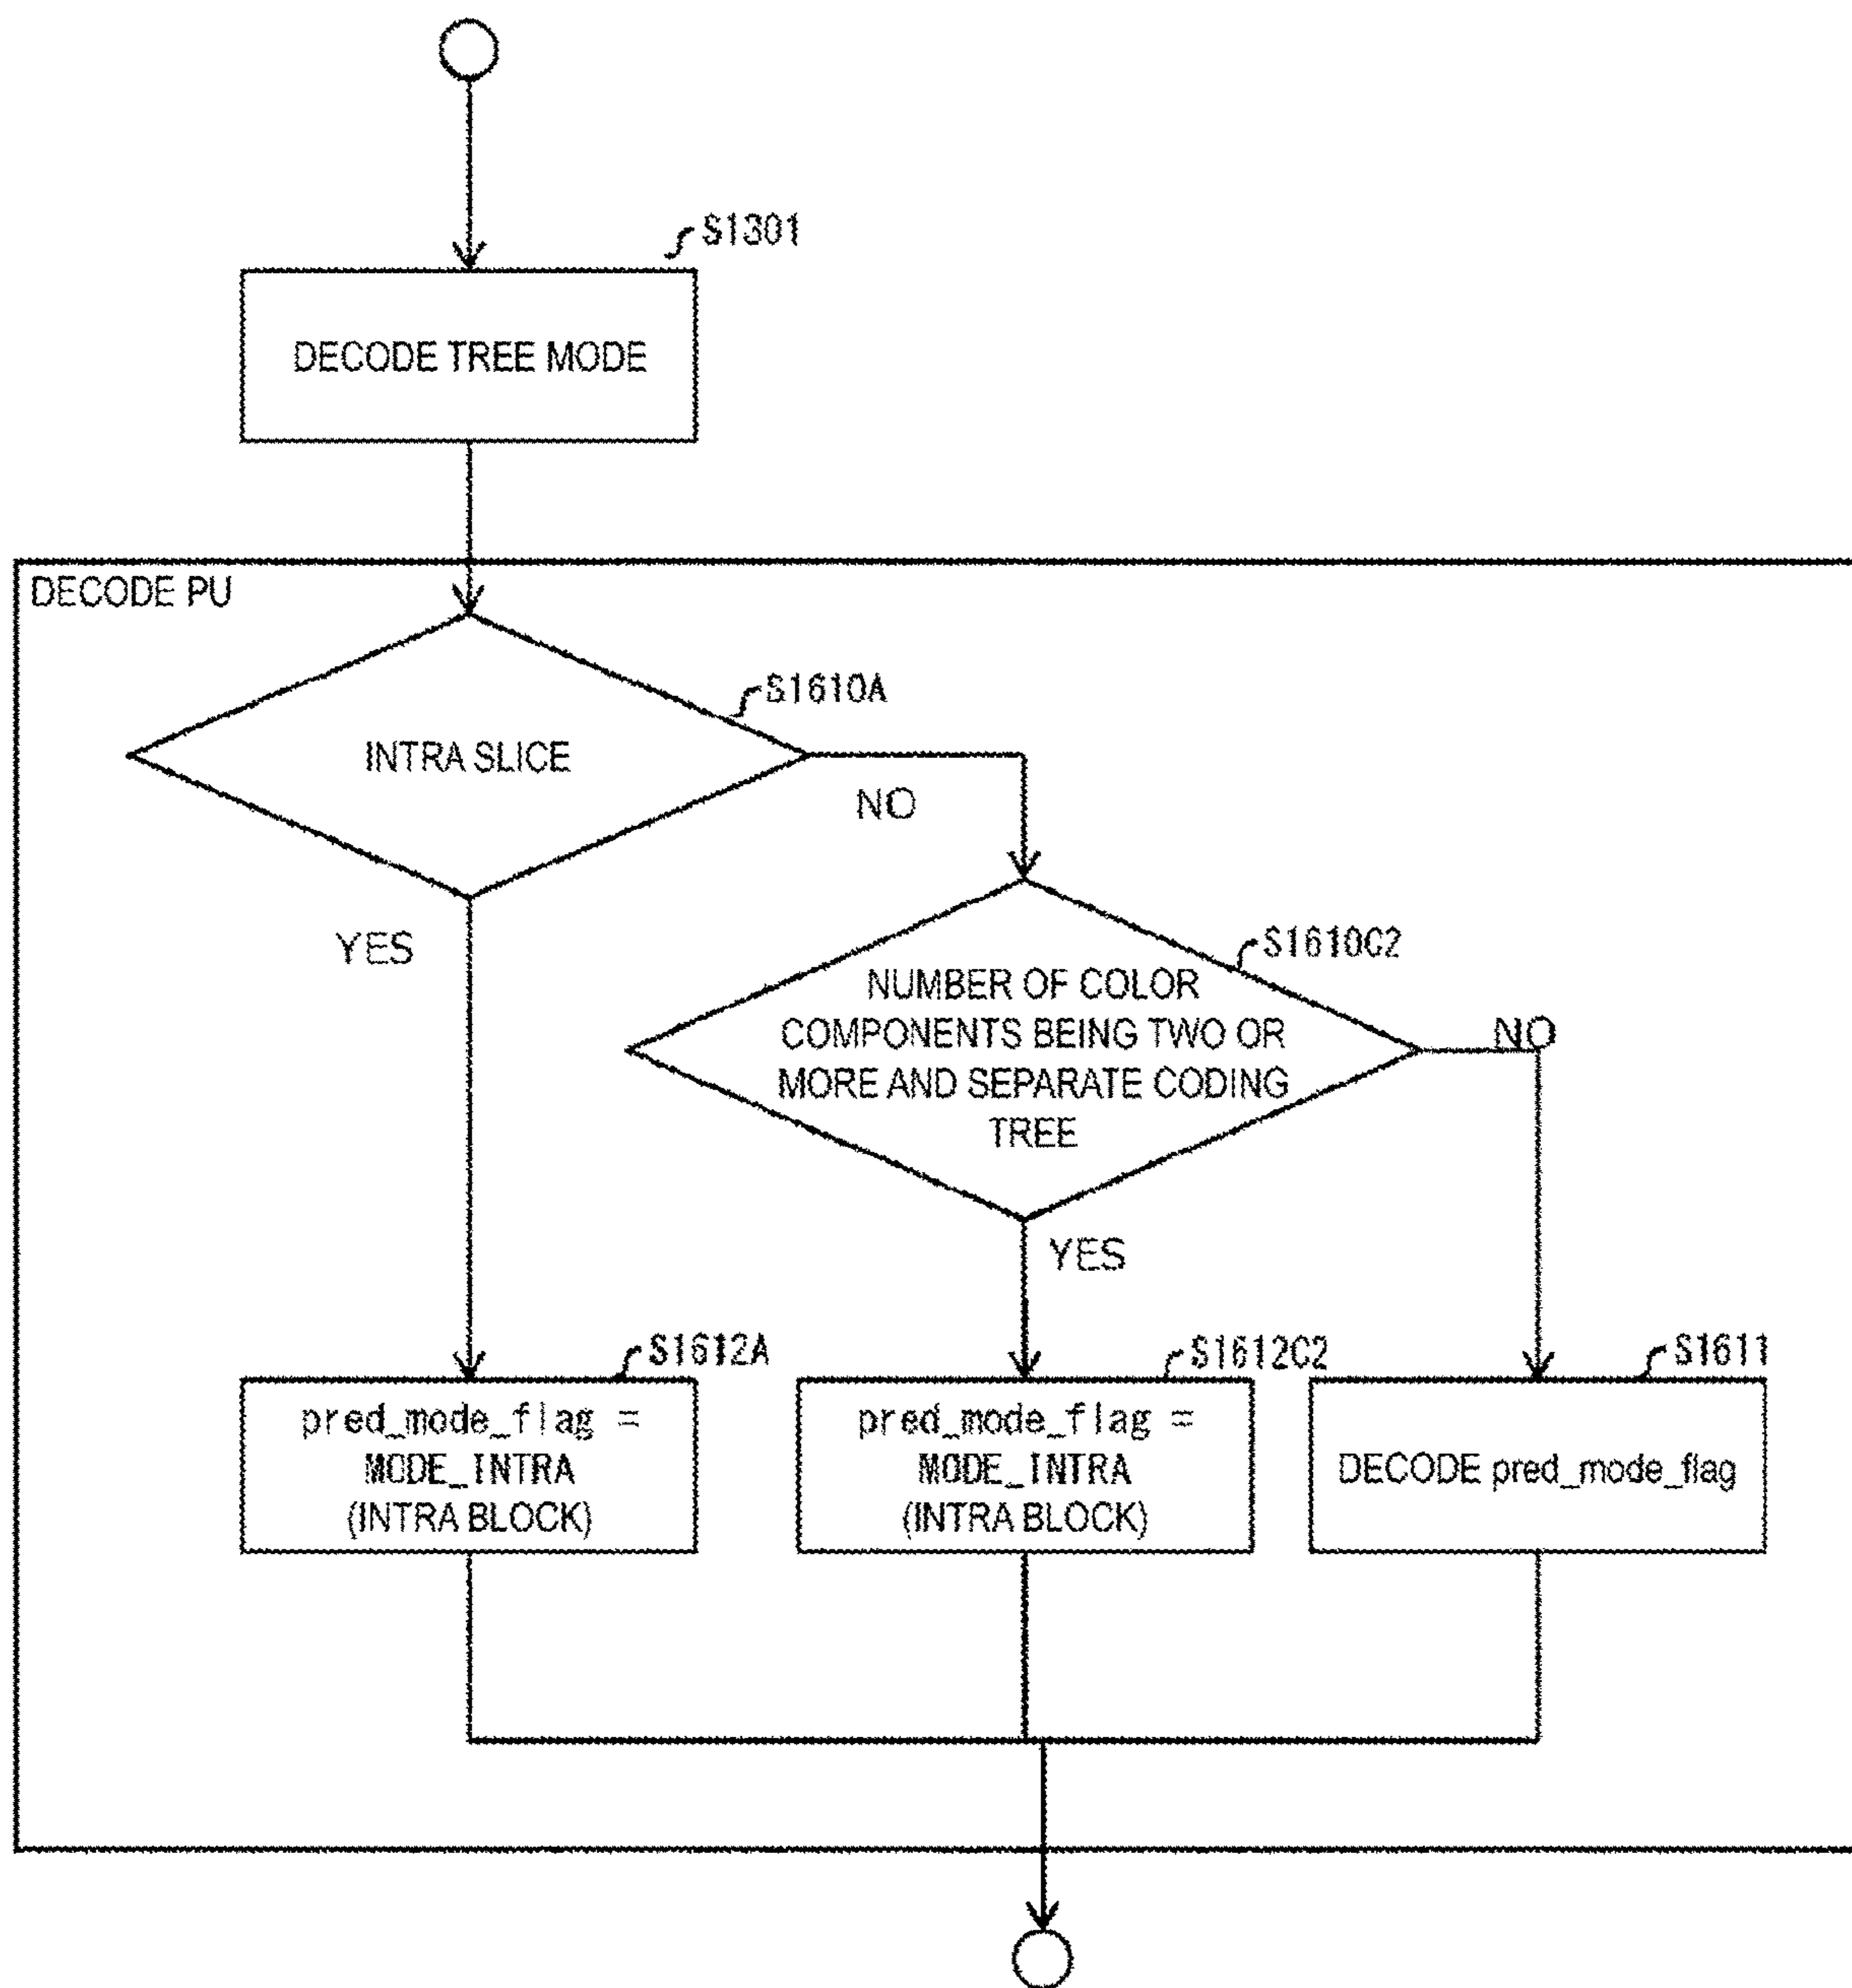 S1301
DECODE TREE MODE
DECODE PU
S1610A
INTRA SLICE
NO
YES
S1610C2
NUMBER OF COLOR
COMPONENTS BEING TWO OR
MORE AND SEPARATE CODING
TREE
NO
YES
S1612A
pred_mode_flag =
MODE_INTRA
(INTRA BLOCK)
S1612C2
pred_mode_flag =
MODE_INTRA
(INTRA BLOCK)
S1611
DECODE pred_mode_flag